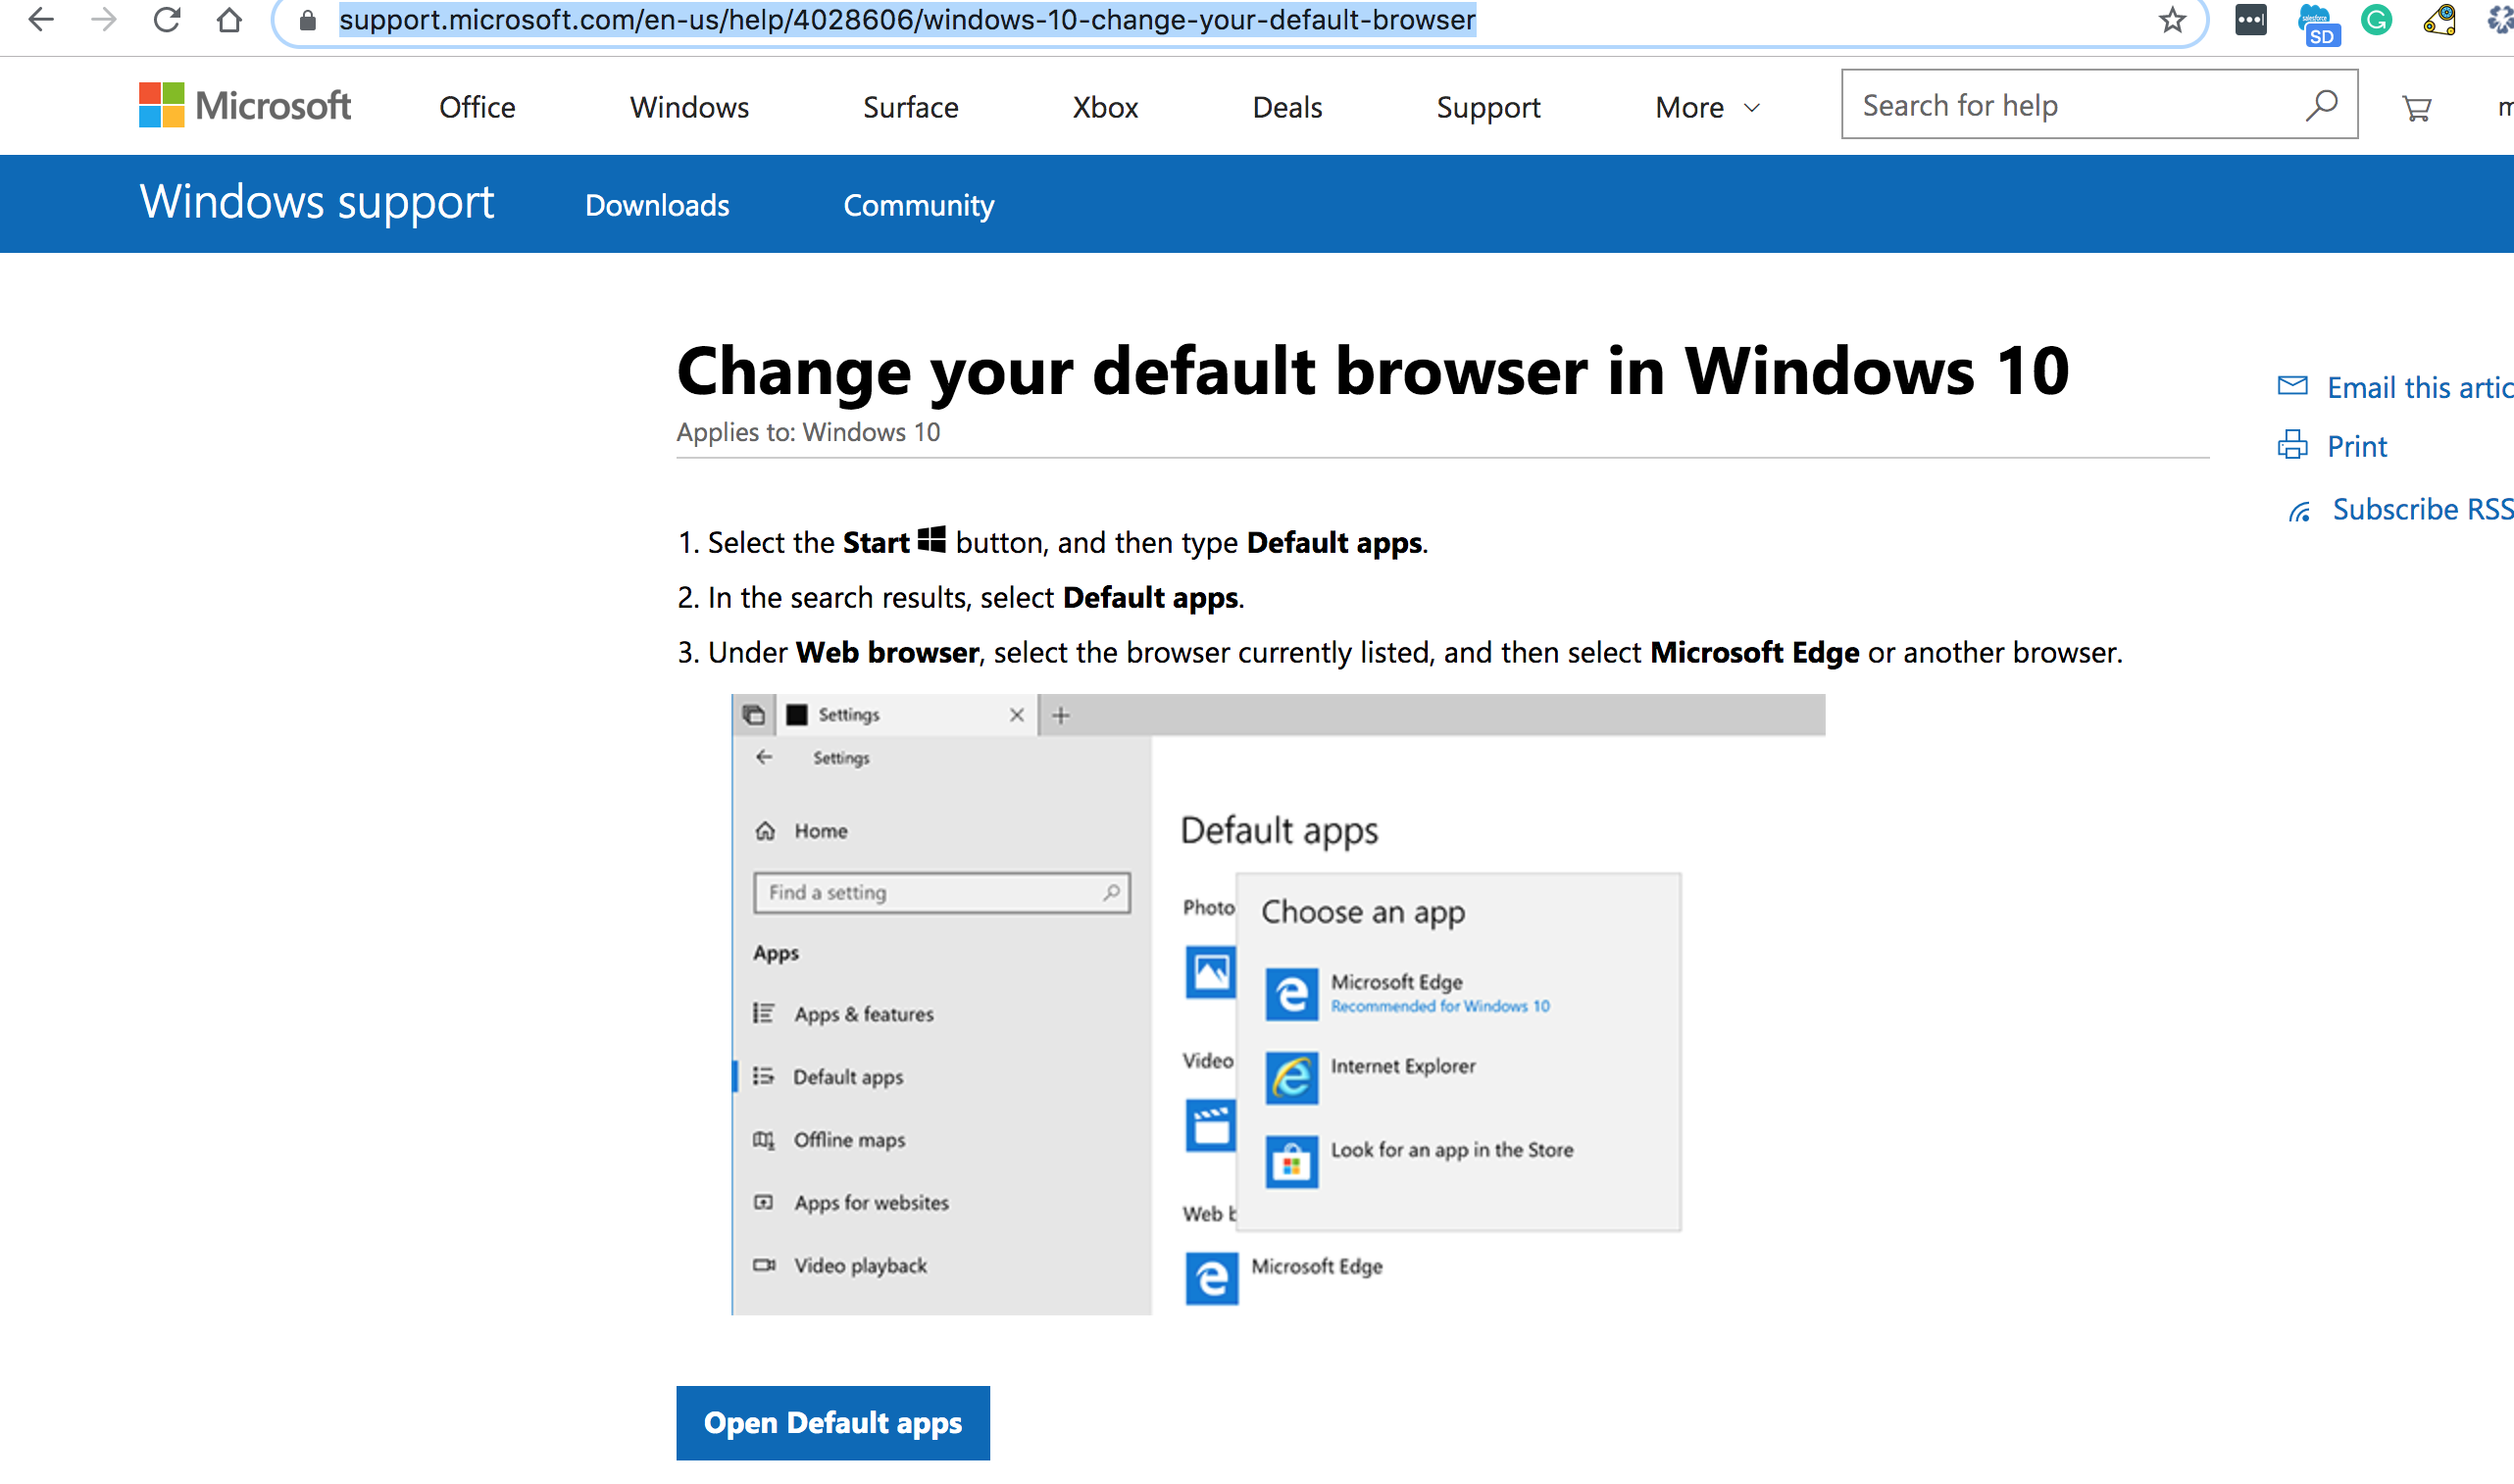 support.microsoft.com/en-us/help/4028606/windows-10-change-your-default-browser
SD
Microsoft Office Windows Surface Xbox Deals Support More Search for help
Windows support Downloads Community
Change your default browser in Windows 10
Applies to: Windows 10
Email this artic
Print
Subscribe RSS
1. Select the Start button, and then type Default apps.
2. In the search results, select Default apps.
3. Under Web browser, select the browser currently listed, and then select Microsoft Edge or another browser.
Settings
Settings
Home
Find a setting
Apps
Apps & features
Default apps
Offline maps
Apps for websites
Video playback
Default apps
Photo
Video
Web b
Microsoft Edge
Choose an app
Microsoft Edge
Recommended for Windows 10
Internet Explorer
Look for an app in the Store
Open Default apps